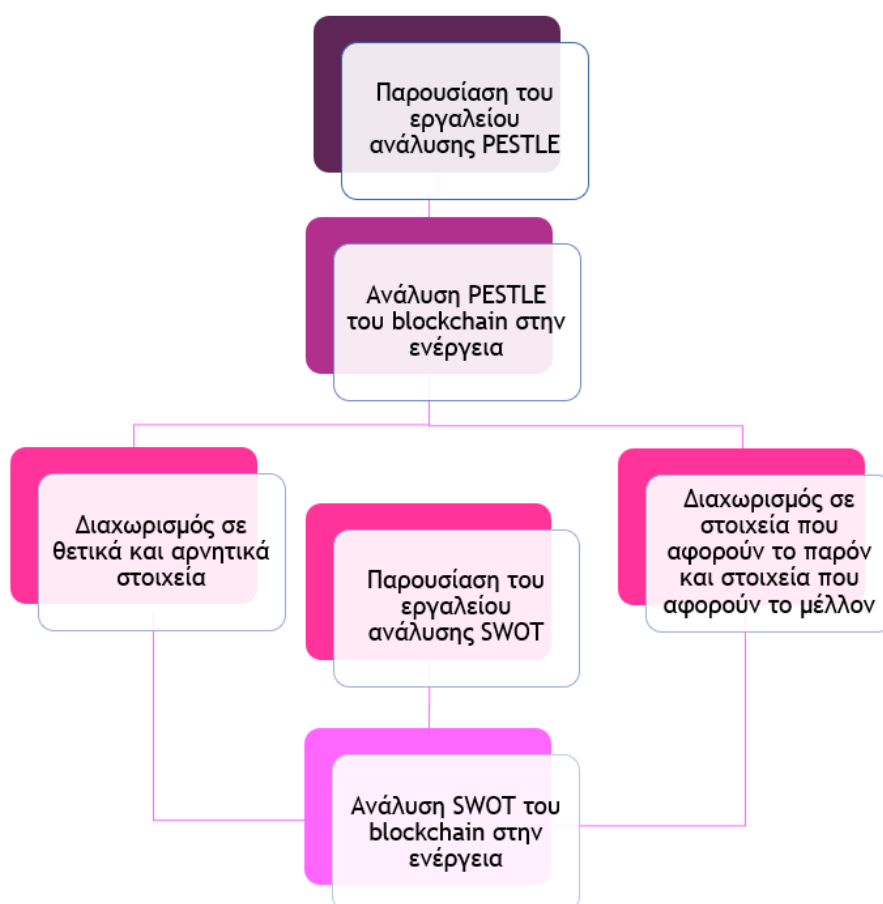 Παρουσίαση του
εργαλείου
ανάλυσης PESTLE
Ανάλυση PESTLE
του blockchain στην
ενέργεια
Διαχωρισμός σε
θετικά και αρνητικά
στοιχεία
Παρουσίαση του
εργαλείου
ανάλυσης SWOT
Διαχωρισμός σε
στοιχεία που
αφορούν το παρόν
και στοιχεία που
αφορούν το μέλλον
Ανάλυση SWOT του
blockchain στην
ενέργεια